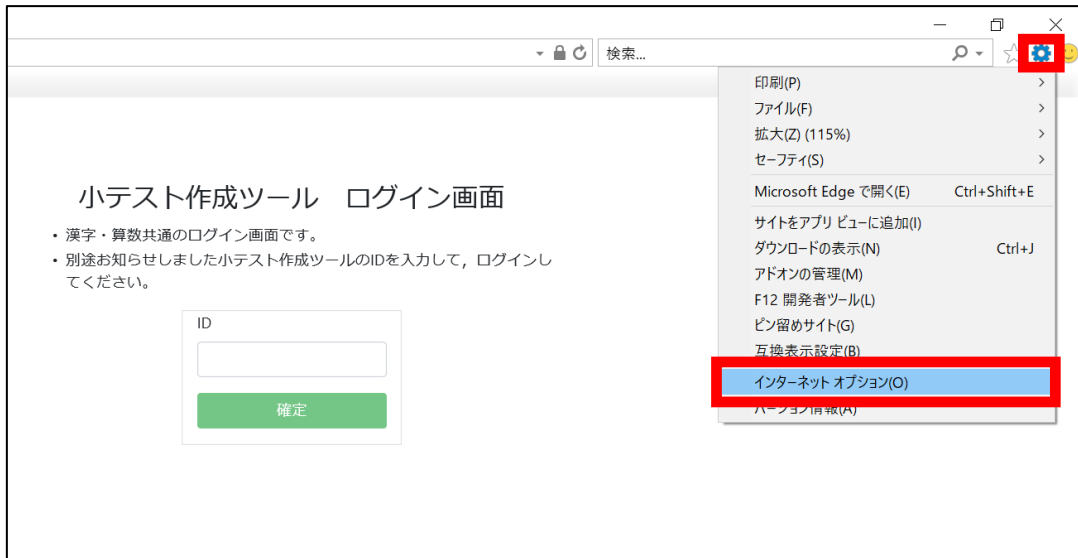 検索...
印刷(P)
ファイル(F)
拡大(Z) (115%)
セーフティ(S)
Microsoft Edge で開く(E) Ctrl+Shift+E
サイトをアプリ ビューに追加(I)
ダウンロードの表示(N) Ctrl+J
アドオンの管理(M)
F12 開発者ツール(L)
ピン留めサイト(G)
互換表示設定(B)
インターネット オプション(O)
バージョン情報(A)
小テスト作成ツール　ログイン画面
・漢字・算数共通のログイン画面です。
・別途お知らせしました小テスト作成ツールのIDを入力して，ログインし
てください。
ID
確定